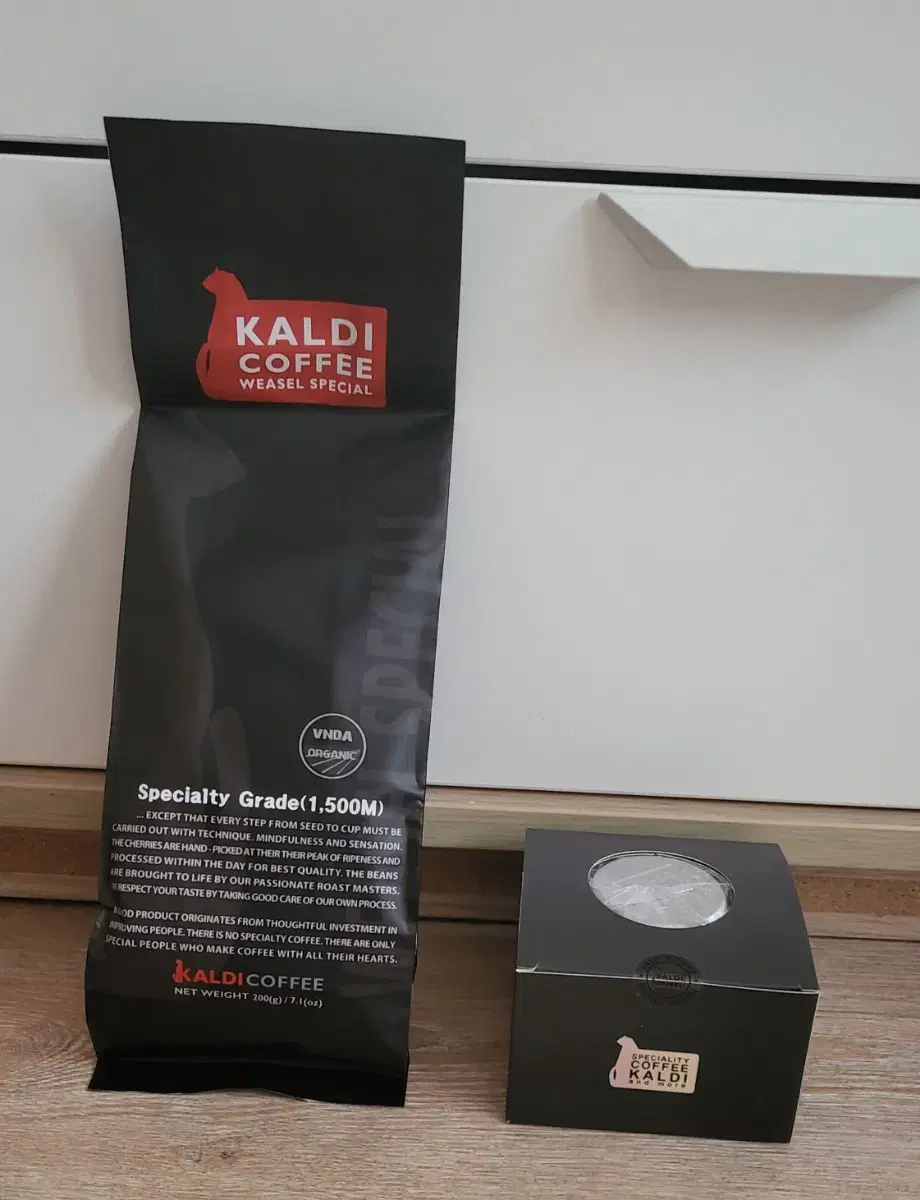 KALDI
COFFEE
WEASEL SPECIAL
SPECIAL
VNDA
ORGANIC
Specialty Grade(1,500M)
... EXCEPT THAT EVERY STEP FROM SEED TO CUP MUST BE
CARRIED OUT WITH TECHNIQUE. MINDFULNESS AND SENSATION.
THE CHERRIES ARE HAND - PICKED AT THER THEIR PEAK OF RIPENESS AND
PROCESSED WITHIN THE DAY FOR BEST QUALITY. THE BEANS
ARE BROUGHT TO LIFE BY OUR PASSIONATE ROAST MASTERS.
RESPECT YOUR TASTE BY TAKING GOOD CARE OF OUR OWN PROCESS.
A GOOD PRODUCT ORIGINATES FROM THOUGHTFUL INVESTMENT IN
IMPROVING PEOPLE. THERE IS NO SPECIALTY COFFEE. THERE ARE ONLY
SPECIAL PEOPLE WHO MAKE COFFEE WITH ALL THEIR HEARTS.
KALDI COFFEE
NET WEIGHT 200(g) / 7.1(oz)
SPECIALITY
COFFEE
KALDI
and more